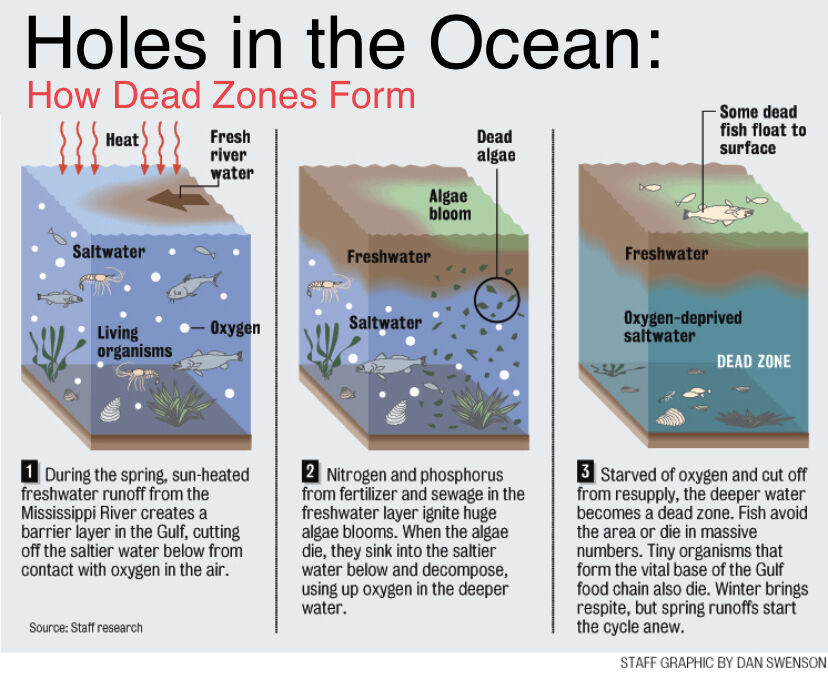 Holes in the Ocean:
How Dead Zones Form
Heat
Fresh
river
water
Saltwater
Oxygen
Living
organisms
1 During the spring, sun-heated
freshwater runoff from the
Mississippi River creates a
barrier layer in the Gulf, cutting
off the saltier water below from
contact with oxygen in the air.
Source: Staff research
Dead
algae
Algae
bloom
Freshwater
Saltwater
2 Nitrogen and phosphorus
from fertilizer and sewage in the
freshwater layer ignite huge
algae blooms. When the algae
die, they sink into the saltier
water below and decompose,
using up oxygen in the deeper
water.
Some dead
fish float to
surface
Freshwater
Oxygen-deprived
saltwater
DEAD ZONE
3 Starved of oxygen and cut off
from resupply, the deeper water
becomes a dead zone. Fish avoid
the area or die in massive
numbers. Tiny organisms that
form the vital base of the Gulf
food chain also die. Winter brings
respite, but spring runoffs start
the cycle anew.
STAFF GRAPHIC BY DAN SWENSON